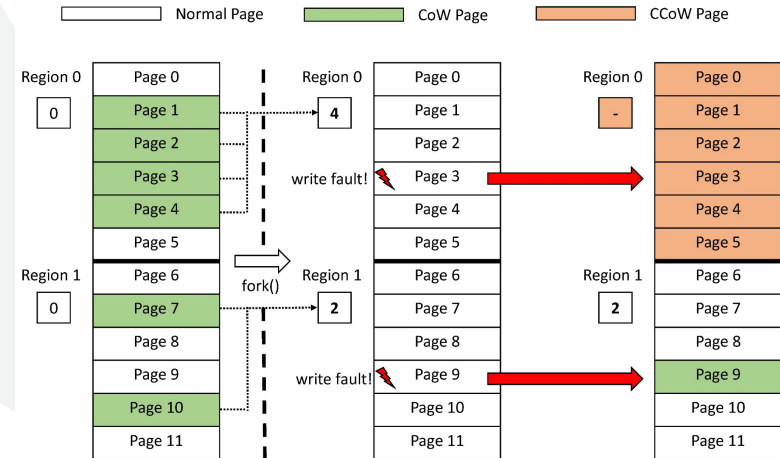 Normal Page CoW Page CCoW Page
Region 0 Page 0 Region 0 Page 0 Region 0 Page 0
0 Page 1 4 Page 1 - Page 1
Page 2 Page 2 Page 2
Page 3 write fault! Page 3 Page 3
Page 4 Page 4 Page 4
Page 5 Page 5 Page 5
fork()
Region 1 Page 6 Region 1 Page 6 Region 1 Page 6
0 Page 7 2 Page 7 2 Page 7
Page 8 Page 8 Page 8
Page 9 write fault! Page 9 Page 9
Page 10 Page 10 Page 10
Page 11 Page 11 Page 11